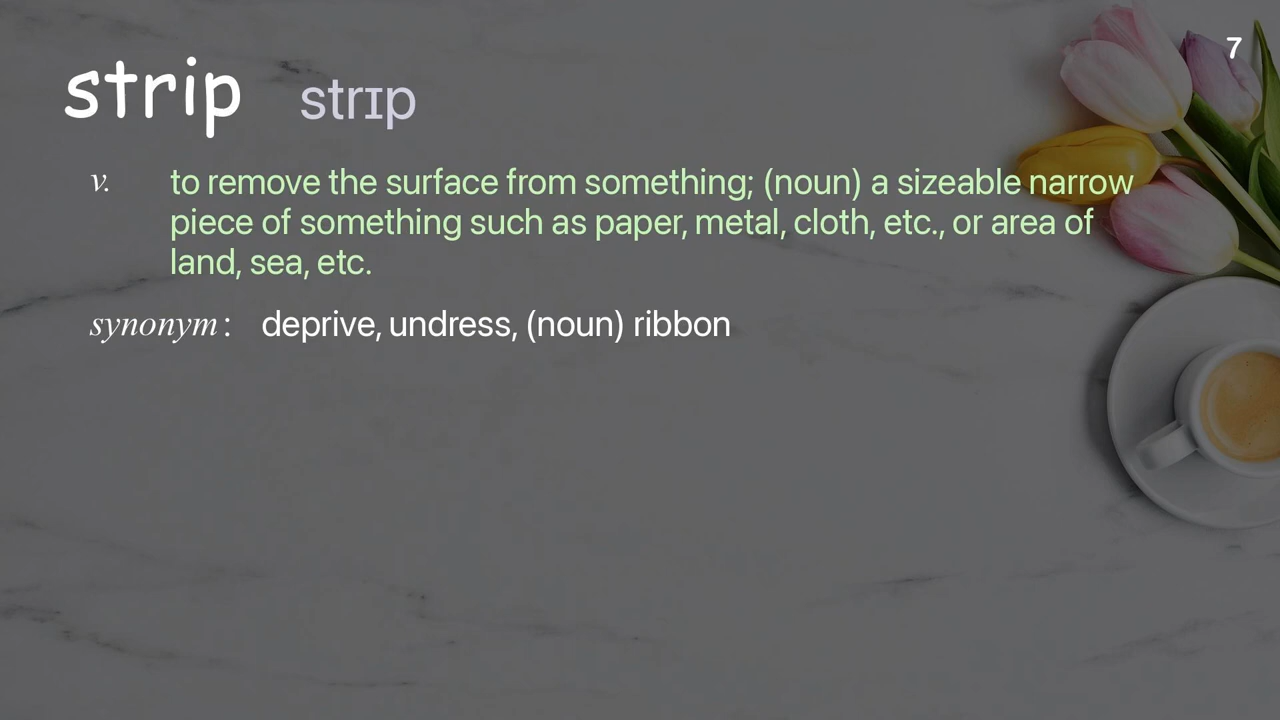 7
strip strɪp
v. to remove the surface from something; (noun) a sizeable narrow
piece of something such as paper, metal, cloth, etc., or area of
land, sea, etc.
synonym: deprive, undress, (noun) ribbon